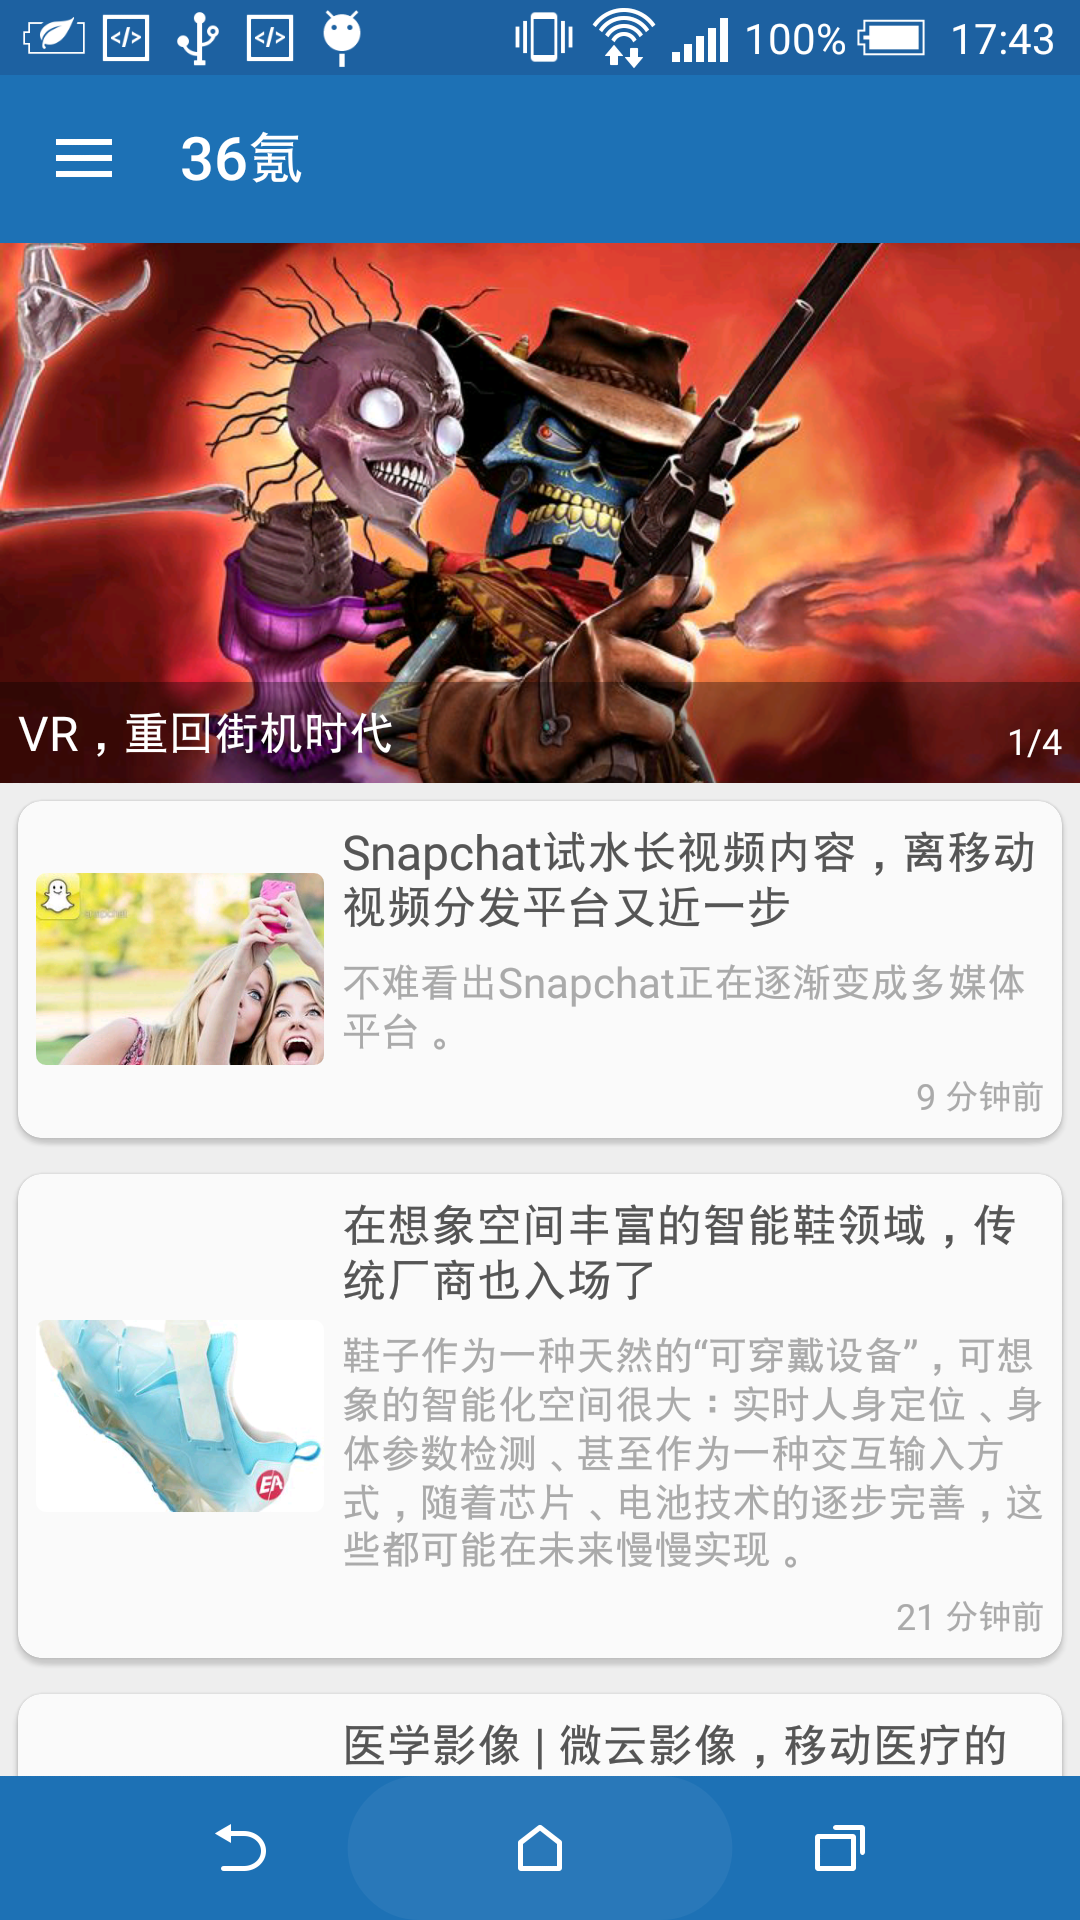 100% 17:43
36氪
VR，重回街机时代
1/4
Snapchat试水长视频内容，离移动
视频分发平台又近一步
不难看出Snapchat正在逐渐变成多媒体
平台。
9 分钟前
在想象空间丰富的智能鞋领域，传
统厂商也入场了
鞋子作为一种天然的“可穿戴设备”，可想
象的智能化空间很大：实时人身定位、身
体参数检测、甚至作为一种交互输入方
式，随着芯片、电池技术的逐步完善，这
些都可能在未来慢慢实现。
EA
21 分钟前
医学影像 | 微云影像，移动医疗的